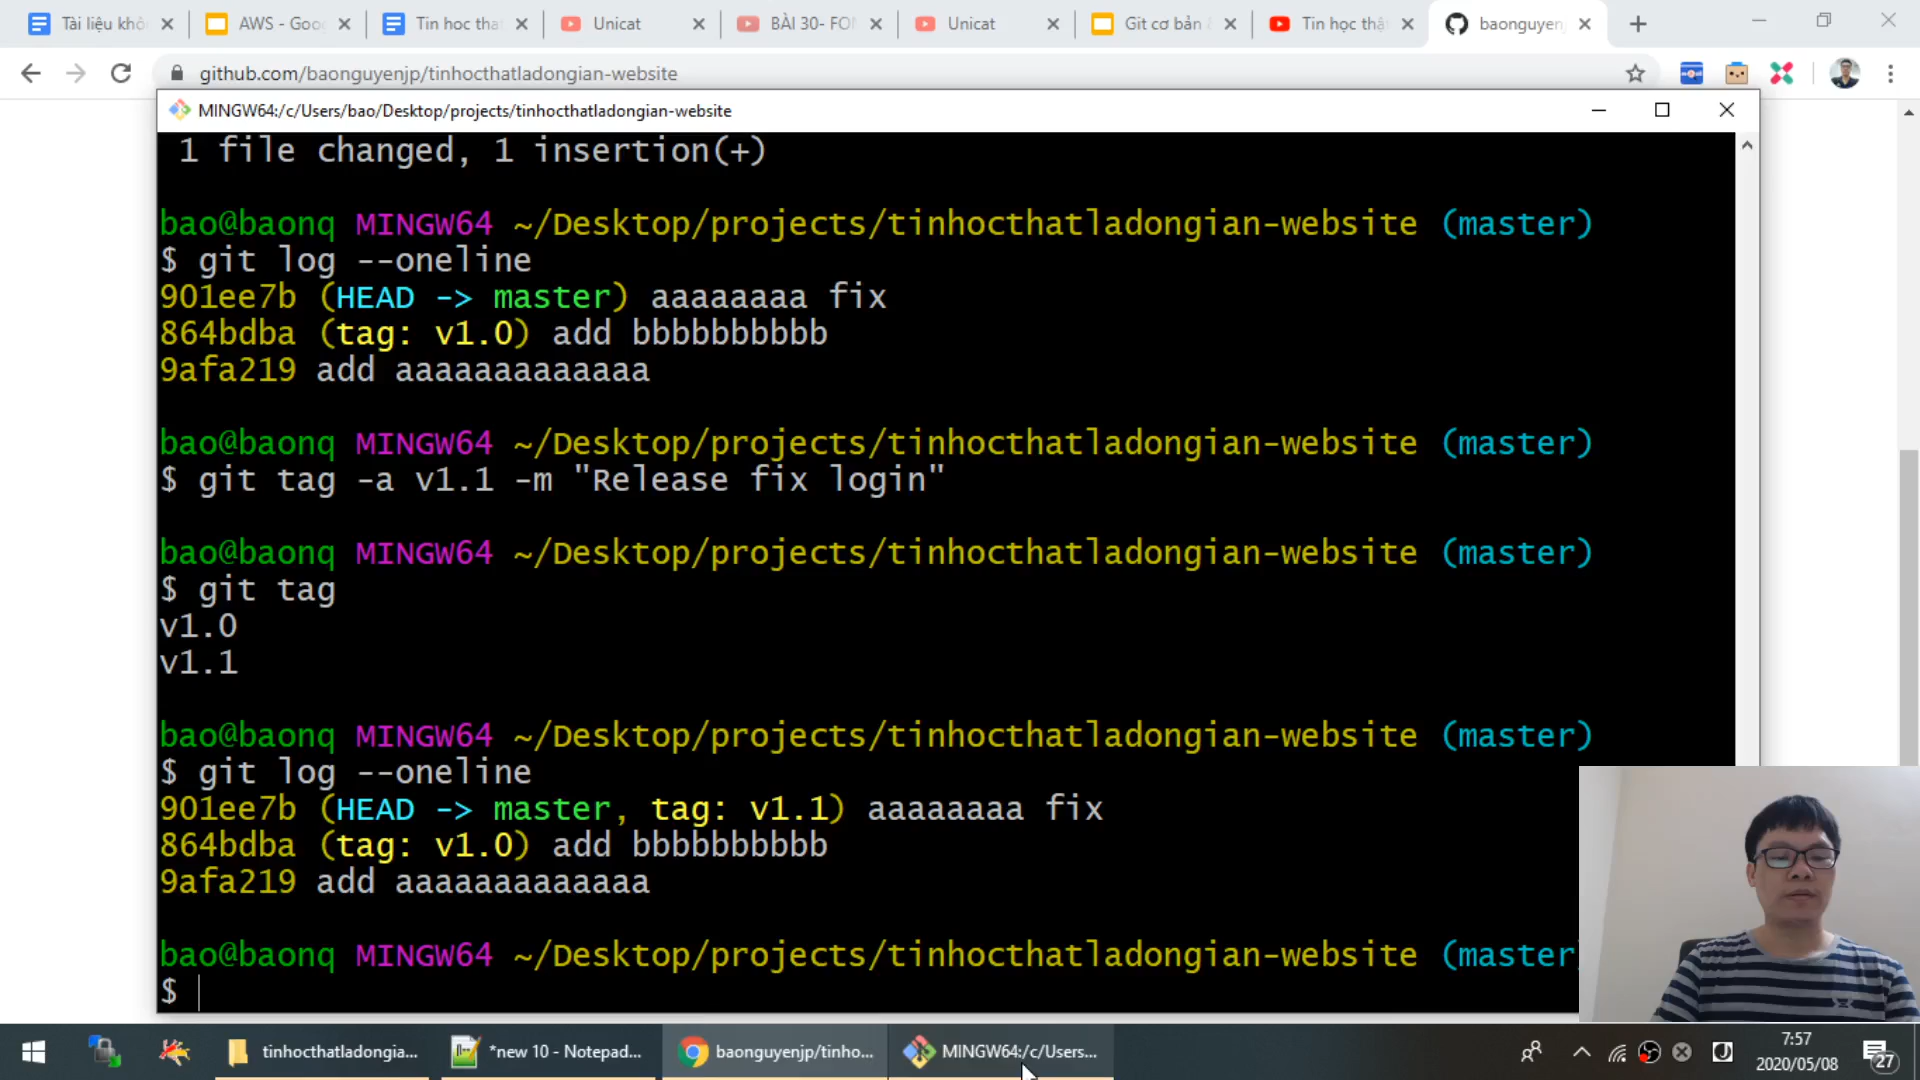 Tài liệu khó
AWS - Goog
Tin hoc that
Unicat
BÀI 30- FOM
Unicat
Git cơ bản
Tin học thật
baonguyen
github.com/baonguyenjp/tinhocthatladongian-website
MINGW64:/c/Users/bao/Desktop/projects/tinhocthatladongian-website
1 file changed, 1 insertion(+)
bao@baonq MINGW64 ~/Desktop/projects/tinhocthatladongian-website (master)
$ git log --oneline
901ee7b (HEAD -> master) aaaaaaaa fix
864bdba (tag: v1.0) add bbbbbbbbbb
9afa219 add aaaaaaaaaaaaa
bao@baonq MINGW64 ~/Desktop/projects/tinhocthatladongian-website (master)
$ git tag -a v1.1 -m "Release fix login"
bao@baonq MINGW64 ~/Desktop/projects/tinhocthatladongian-website (master)
$ git tag
v1.0
v1.1
bao@baonq MINGW64 ~/Desktop/projects/tinhocthatladongian-website (master)
$ git log --oneline
901ee7b (HEAD -> master, tag: v1.1) aaaaaaaa fix
864bdba (tag: v1.0) add bbbbbbbbbb
9afa219 add aaaaaaaaaaaaa
bao@baonq MINGW64 ~/Desktop/projects/tinhocthatladongian-website (master
$
tinhocthatladongia...
*new 10 - Notepad...
baonguyenjp/tinho...
MINGW64:/c/Users...
7:57
2020/05/08
27